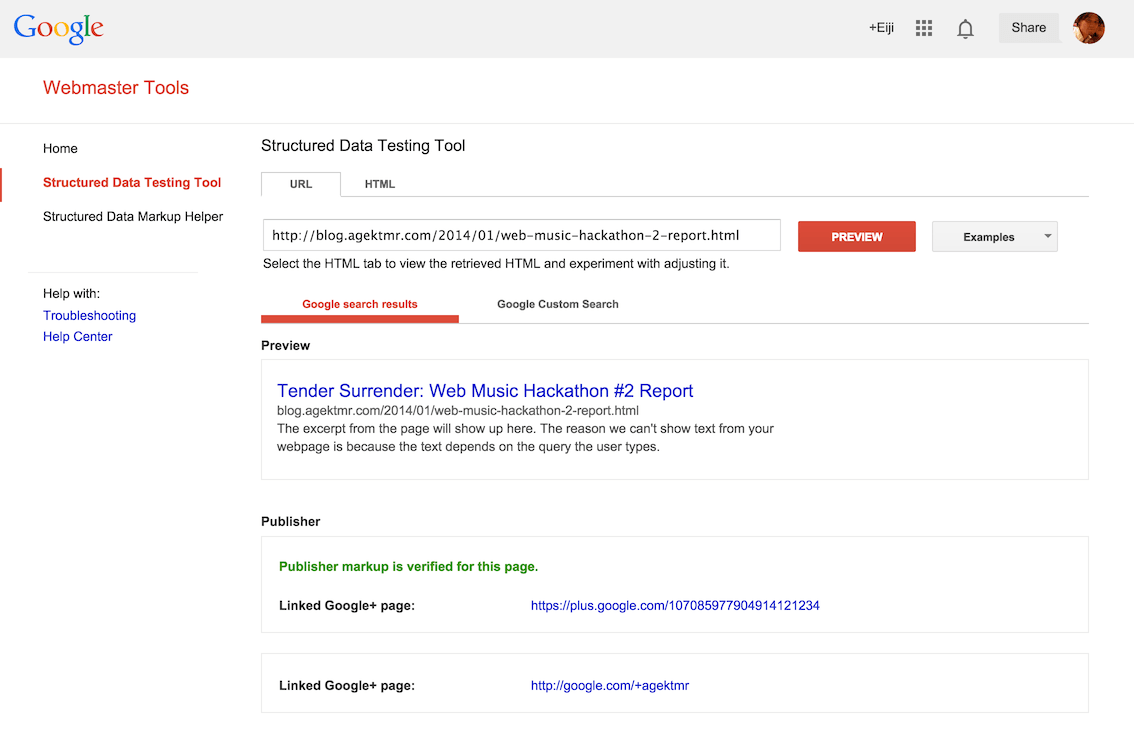 Google
+Eiji
Share
Webmaster Tools
Home
Structured Data Testing Tool
Structured Data Markup Helper
Help with:
Troubleshooting
Help Center
Structured Data Testing Tool
URL
HTML
http://blog.agektmr.com/2014/01/web-music-hackathon-2-report.html
PREVIEW
Examples
Select the HTML tab to view the retrieved HTML and experiment with adjusting it.
Google search results
Google Custom Search
Preview
Tender Surrender: Web Music Hackathon #2 Report
blog.agektmr.com/2014/01/web-music-hackathon-2-report.html
The excerpt from the page will show up here. The reason we can't show text from your
webpage is because the text depends on the query the user types.
Publisher
Publisher markup is verified for this page.
Linked Google+ page:
https://plus.google.com/107085977904914121234
Linked Google+ page:
http://google.com/+agektmr